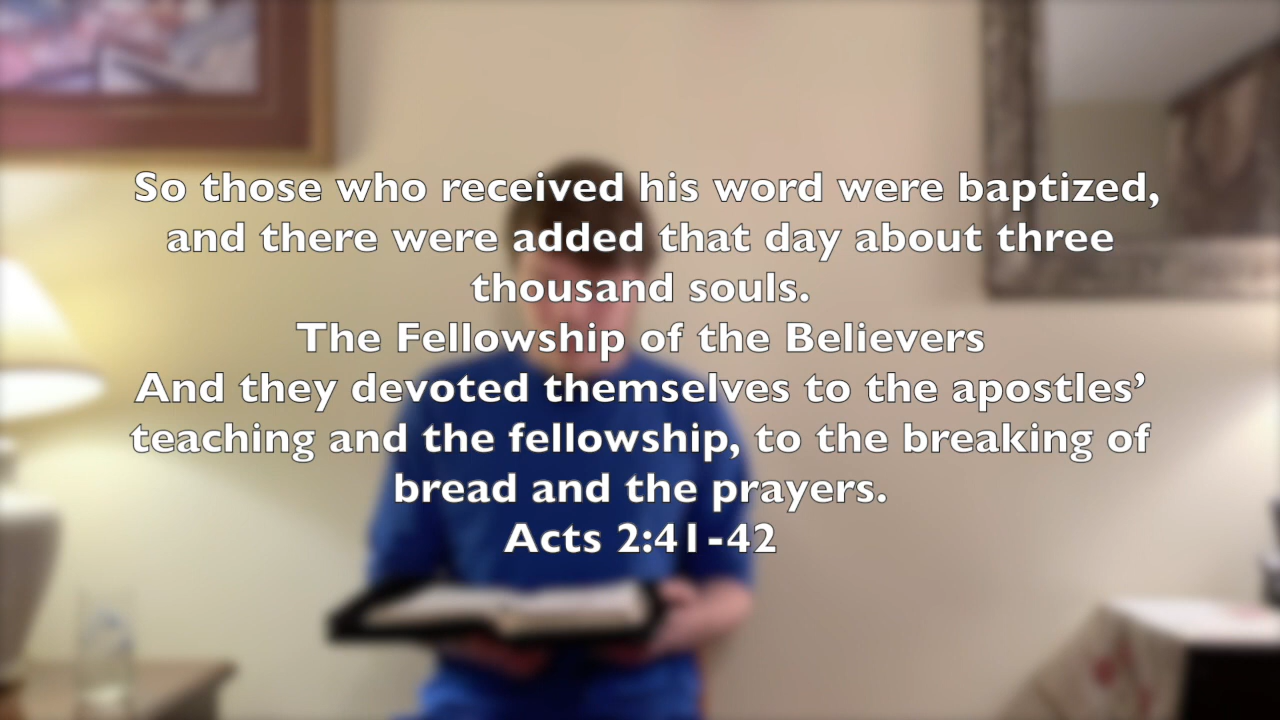 So those who received his word were baptized,
and there were added that day about three
thousand souls.
The Fellowship of the Believers
And they devoted themselves to the apostles’
teaching and the fellowship, to the breaking of
bread and the prayers.
Acts 2:41-42